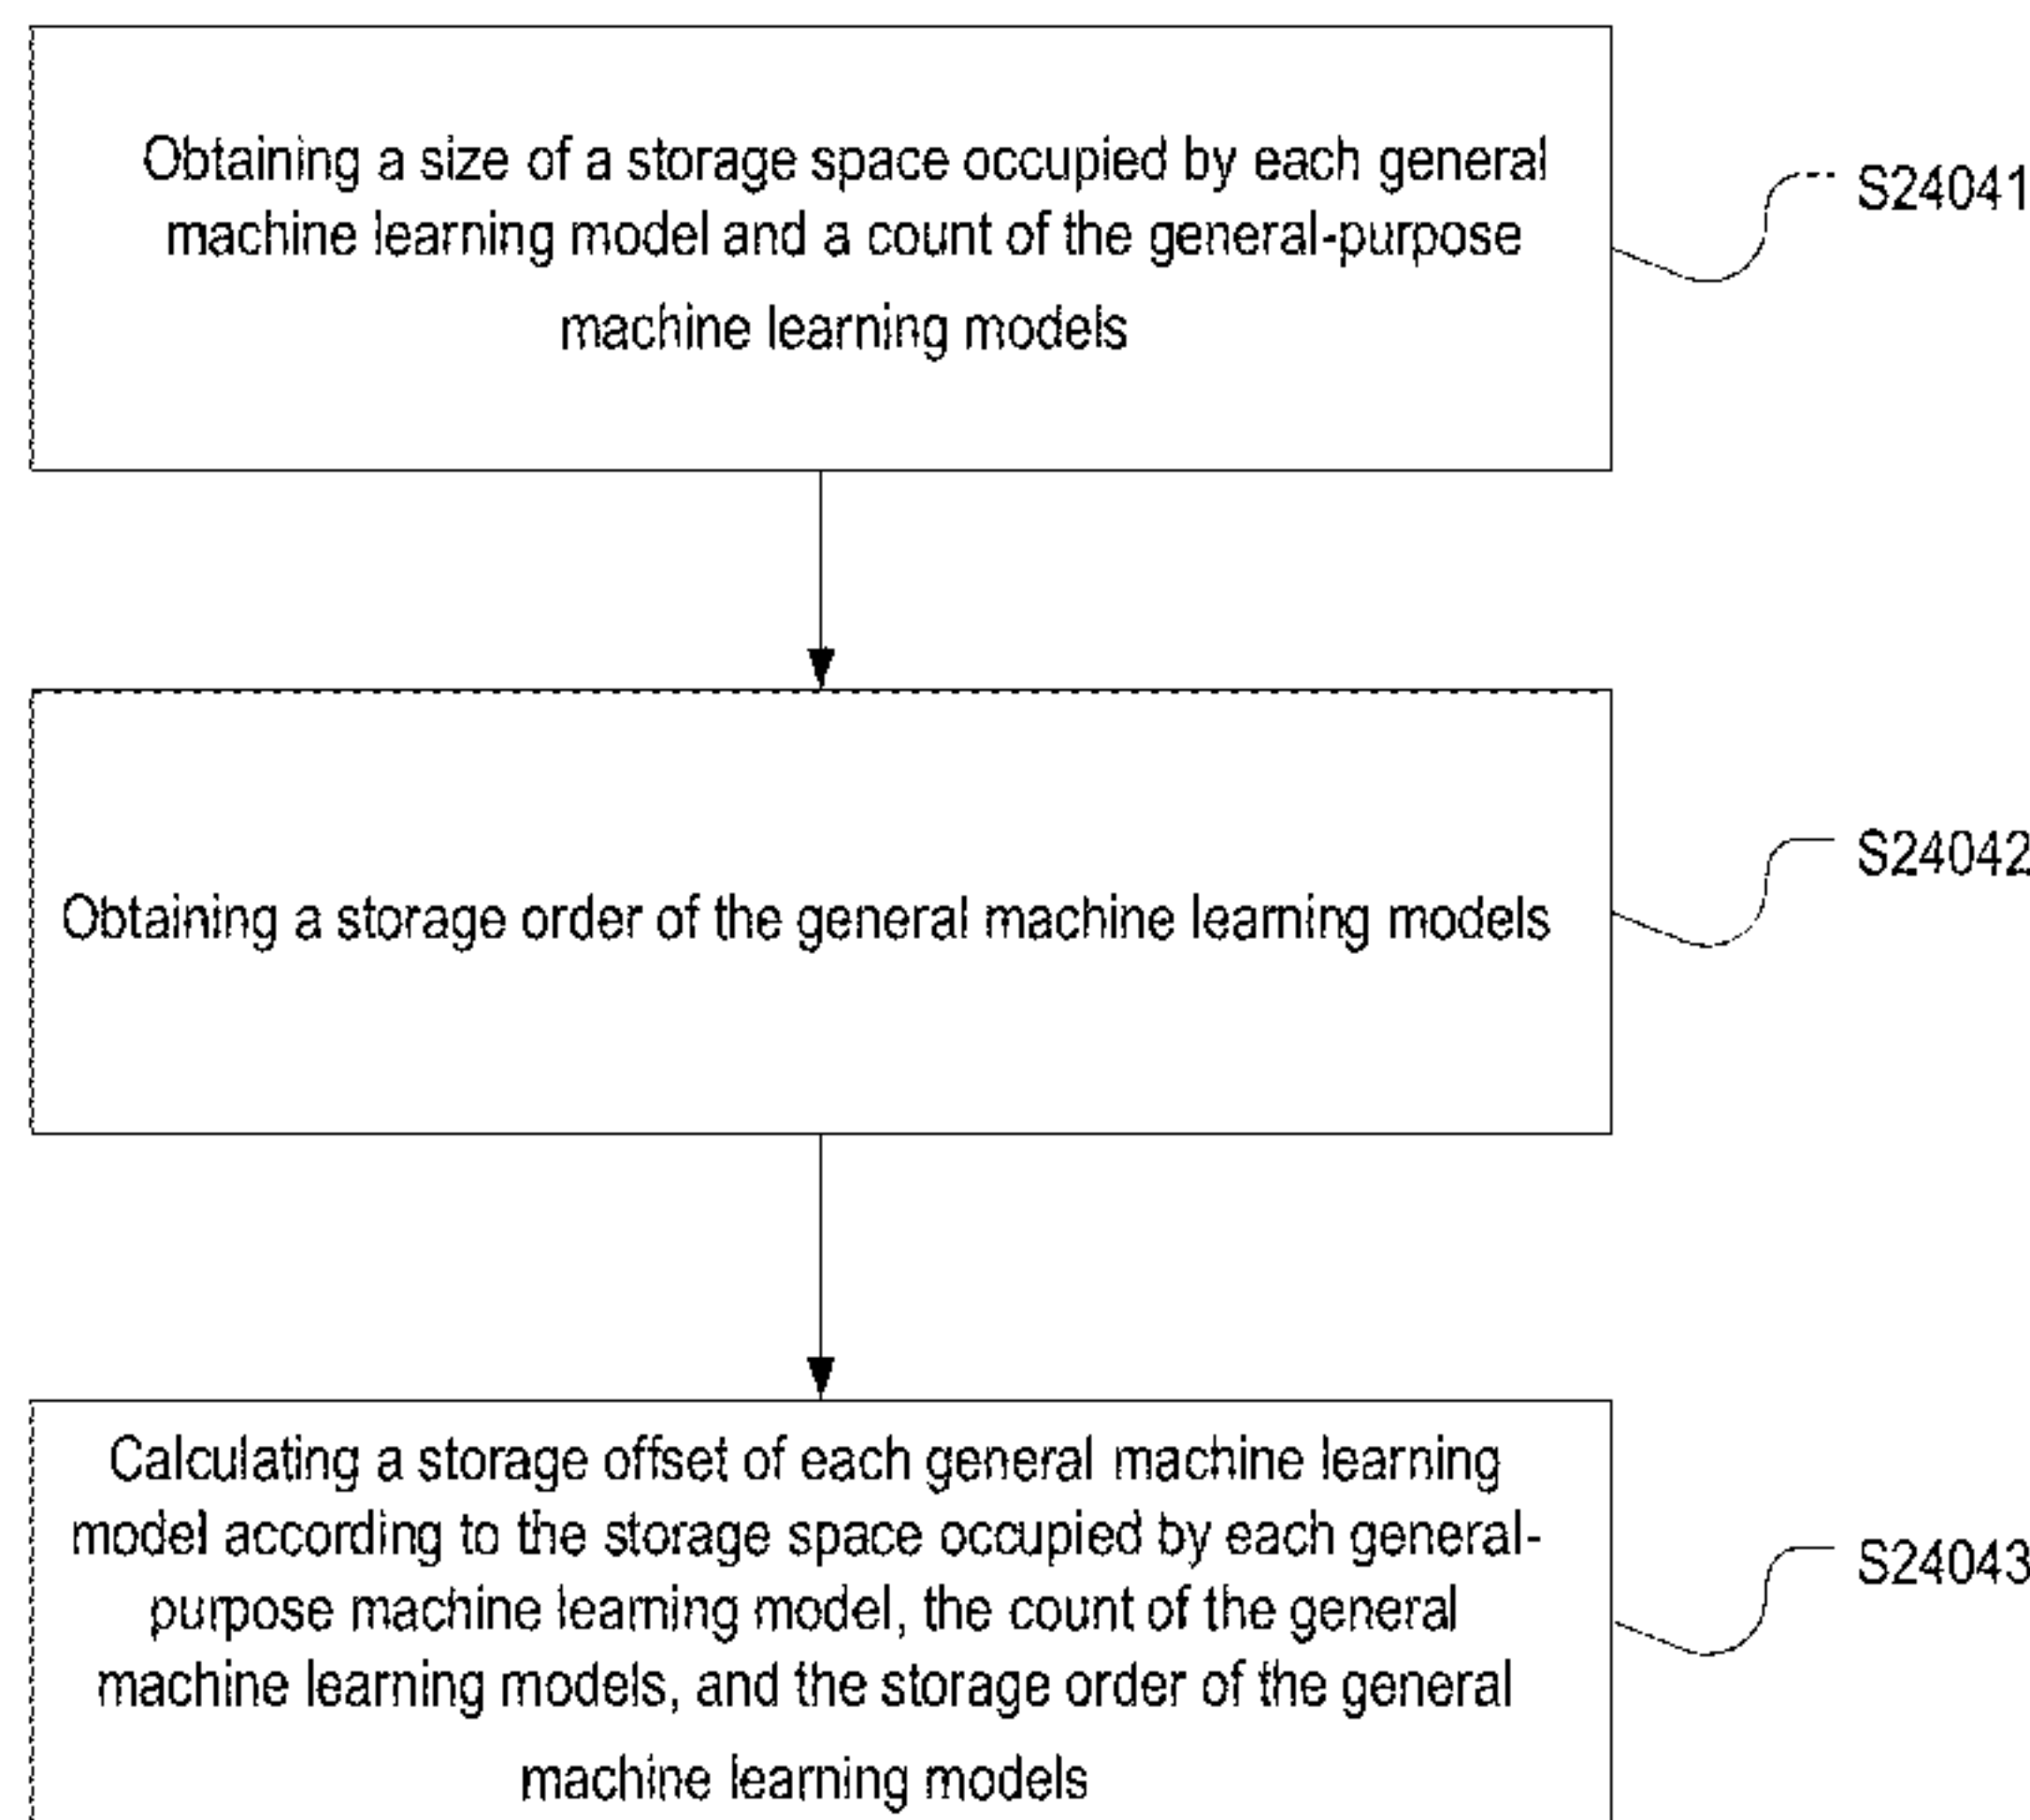 Obtaining a size of a storage space occupied by each general
machine learning model and a count of the general-purpose
machine learning models
S24041
Obtaining a storage order of the general machine learning models
S24042
Calculating a storage offset of each general machine learning
model according to the storage space occupied by each general-
purpose machine learning model, the count of the general
machine learning models, and the storage order of the general
machine learning models
S24043